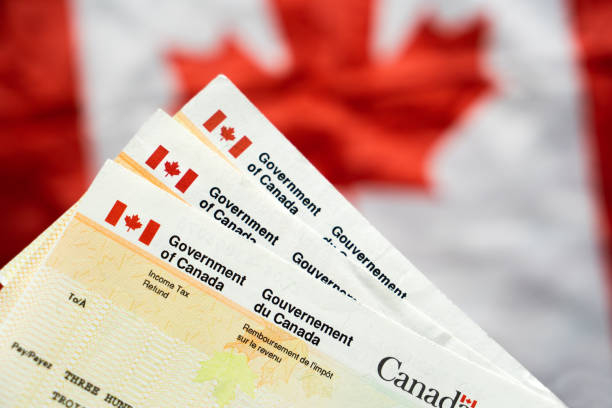 Government
of Canada
Gouvernement
du Canada
Government
of Canada
Gouvernement
Government
of Canada
Gouvernement
du Canada
Income Tax
Refund
Remboursement de l'impôt
sur le revenu
Canada
To/À
Pay/Payez
THREE